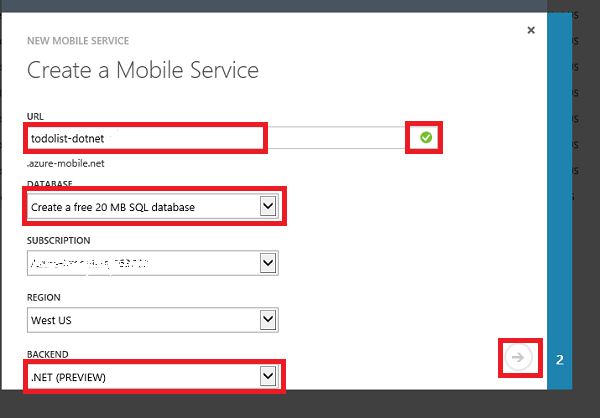 NEW MOBILE SERVICE
Create a Mobile Service
URL
todolist-dotnet
.azure-mobile.net
DATABASE
Create a free 20 MB SQL database
SUBSCRIPTION
REGION
West US
BACKEND
.NET (PREVIEW)
2